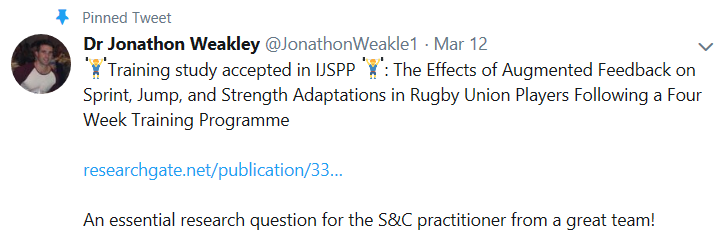 Pinned Tweet
Dr Jonathon Weakley @JonathonWeakle1 · Mar 12
🏋️Training study accepted in IJSPP 🏋️: The Effects of Augmented Feedback on
Sprint, Jump, and Strength Adaptations in Rugby Union Players Following a Four
Week Training Programme
researchgate.net/publication/33...
An essential research question for the S&C practitioner from a great team!